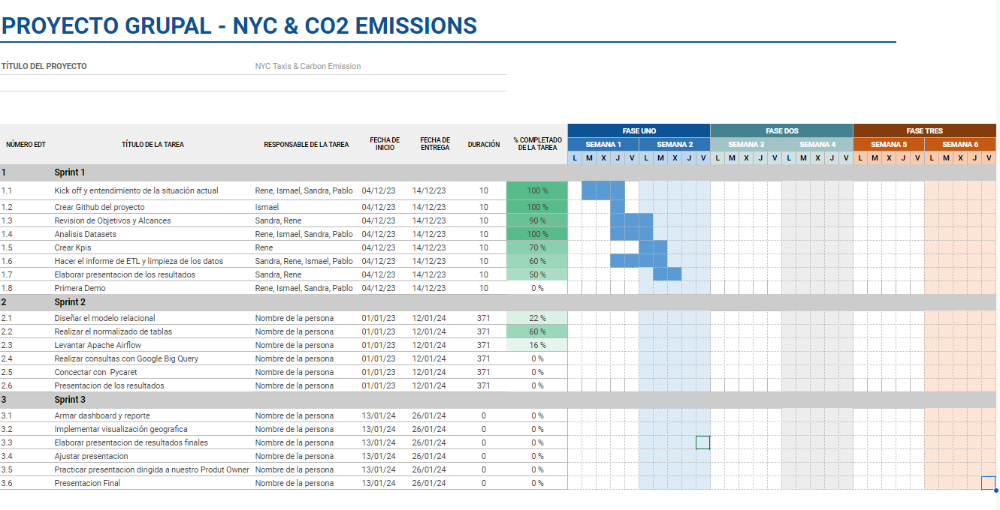 PROYECTO GRUPAL - NYC & CO2 EMISSIONS
TÍTULO DEL PROYECTO NYC Taxis & Carbon Emission
FASE UNO FASE DOS FASE TRES
NÚMERO EDT TÍTULO DE LA TAREA RESPONSABLE DE LA TAREA FECHA DE INICIO FECHA DE ENTREGA DURACIÓN % COMPLETADO DE LA TAREA SEMANA 1 SEMANA 2 SEMANA 3 SEMANA 4 SEMANA 5 SEMANA 6
L M X J V L M X J V L M X J V L M X J V L M X J V L M X J V
1 Sprint 1
1.1 Kick off y entendimiento de la situación actual Rene, Ismael, Sandra, Pablo 04/12/23 14/12/23 10 100 %
1.2 Crear Github del proyecto Ismael 04/12/23 14/12/23 10 100 %
1.3 Revision de Objetivos y Alcances Sandra, Rene 04/12/23 14/12/23 10 90 %
1.4 Analisis Datasets Rene, Ismael, Sandra, Pablo 04/12/23 14/12/23 10 100 %
1.5 Crear Kpis Rene 04/12/23 14/12/23 10 70 %
1.6 Hacer el informe de ETL y limpieza de los datos Sandra, Rene, Ismael, Pablo 04/12/23 14/12/23 10 60 %
1.7 Elaborar presentacion de los resultados Sandra, Rene 04/12/23 14/12/23 10 50 %
1.8 Primera Demo Rene, Ismael, Sandra, Pablo 04/12/23 14/12/23 10 0 %
2 Sprint 2
2.1 Diseñar el modelo relacional Nombre de la persona 01/01/23 12/01/24 371 22 %
2.2 Realizar el normalizado de tablas Nombre de la persona 01/01/23 12/01/24 371 60 %
2.3 Levantar Apache Airflow Nombre de la persona 01/01/23 12/01/24 371 16 %
2.4 Realizar consultas con Google Big Query Nombre de la persona 01/01/23 12/01/24 371 0 %
2.5 Concectar con Pycaret Nombre de la persona 01/01/23 12/01/24 371 0 %
2.6 Presentacion de los resultados Nombre de la persona 01/01/23 12/01/24 371 0 %
3 Sprint 3
3.1 Armar dashboard y reporte Nombre de la persona 13/01/24 26/01/24 0 0 %
3.2 Implementar visualización geografica Nombre de la persona 13/01/24 26/01/24 0 0 %
3.3 Elaborar presentacion de resultados finales Nombre de la persona 13/01/24 26/01/24 0 0 %
3.4 Ajustar presentacion Nombre de la persona 13/01/24 26/01/24 0 0 %
3.5 Practicar presentacion dirigida a nuestro Produt Owner Nombre de la persona 13/01/24 26/01/24 0 0 %
3.6 Presentacion Final Nombre de la persona 13/01/24 26/01/24 0 0 %